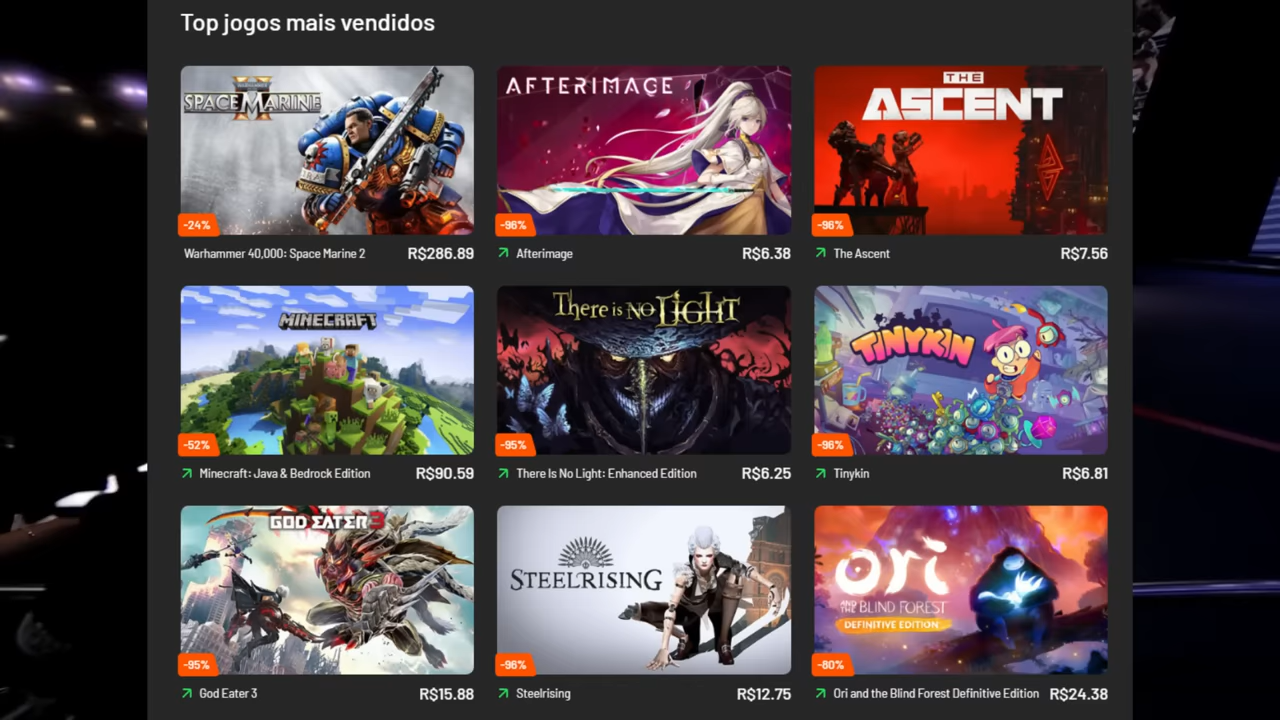 Top jogos mais vendidos
SPACE MARINE
II
-24%
Warhammer 40,000: Space Marine 2 R$286.89
AFTERIMAGE
-96%
Afterimage R$6.38
THE
ASCENT
-96%
The Ascent R$7.56
MINECRAFT
-52%
Minecraft: Java & Bedrock Edition R$90.59
There is NO LIGHT
-95%
There Is No Light: Enhanced Edition R$6.25
TINYKIN
-96%
Tinykin R$6.81
GOD EATER 3
-95%
God Eater 3 R$15.88
STEELRISING
-96%
Steelrising R$12.75
ori
AND THE BLIND FOREST
DEFINITIVE EDITION
-80%
Ori and the Blind Forest Definitive Edition R$24.38